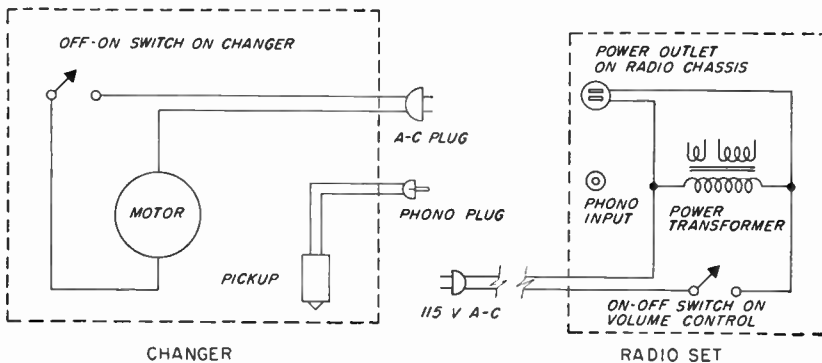 OFF-ON SWITCH ON CHANGER
A-C PLUG
MOTOR
PHONO PLUG
PICKUP
CHANGER
POWER OUTLET
ON RADIO CHASSIS
PHONO
INPUT
POWER
TRANSFORMER
115 V A-C
ON-OFF SWITCH ON
VOLUME CONTROL
RADIO SET